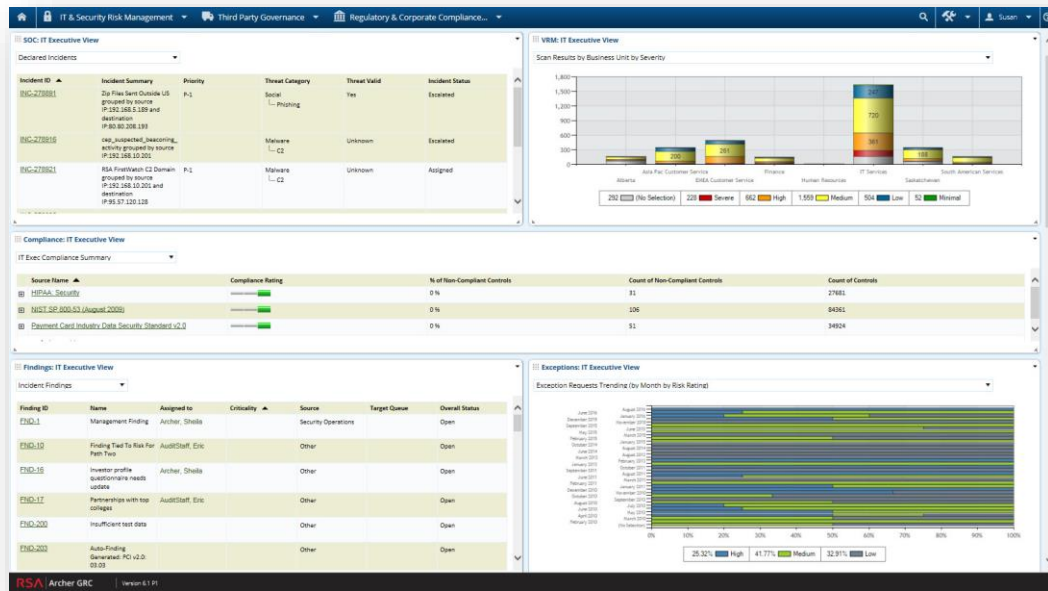 IT & Security Risk Management
Third Party Governance
Regulatory & Corporate Compliance...
Susan
SOC: IT Executive View
Declared Incidents
Incident ID
Incident Summary
Priority
Threat Category
Threat Valid
Incident Status
INC-278891
Zip Files Sent Outside US
grouped by source
IP:192.168.5.189 and
destination
IP:80.80.208.193
P-1
Social
Phishing
Yes
Escalated
INC-278916
cep_suspected_beaconing_
activity grouped by source
IP:192.168.10.201
Malware
C2
Unknown
Escalated
INC-278921
RSA FirstWatch C2 Domain
grouped by source
IP:192.168.10.201 and
destination
IP:95.57.120.128
P-1
Malware
C2
Unknown
Assigned
VRM: IT Executive View
Scan Results by Business Unit by Severity
1,800
1,500
1,200
900
600
300
0
200
281
247
720
361
188
Asia Pac Customer Service
Finance
IT Services
South American Services
Alberta
EMEA Customer Service
Human Resources
Saskatchewan
292 (No Selection)
228 Severe
662 High
1,559 Medium
504 Low
52 Minimal
Compliance: IT Executive View
IT Exec Compliance Summary
Source Name
Compliance Rating
% of Non-Compliant Controls
Count of Non-Compliant Controls
Count of Controls
HIPAA: Security
0 %
31
27681
NIST SP 800-53 (August 2009)
0 %
106
84361
Payment Card Industry Data Security Standard v2.0
0 %
51
34924
Findings: IT Executive View
Incident Findings
Finding ID
Name
Assigned to
Criticality
Source
Target Queue
Overall Status
FND-1
Management Finding
Archer, Sheila
Security Operations
Open
FND-10
Finding Tied To Risk For
Path Two
AuditStaff, Eric
Other
Open
FND-16
Investor profile
questionnaire needs
update
Archer, Sheila
Other
Open
FND-17
Partnerships with top
colleges
AuditStaff, Eric
Other
Open
FND-200
Insufficient test data
Other
Open
FND-203
Auto-Finding
Generated: PCI v2.0:
03.03
Other
Open
Exceptions: IT Executive View
Exception Requests Trending (by Month by Risk Rating)
0%
10%
20%
30%
40%
50%
60%
70%
80%
90%
100%
25.32% High
41.77% Medium
32.91% Low
RSA Archer GRC
Version 6.1 P1